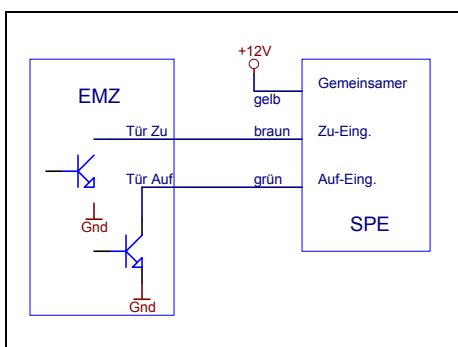 +12V
EMZ
gelb
Gemeinsamer
Tür Zu
braun
Zu-Eing.
Tür Auf
grün
Auf-Eing.
Gnd
SPE
Gnd